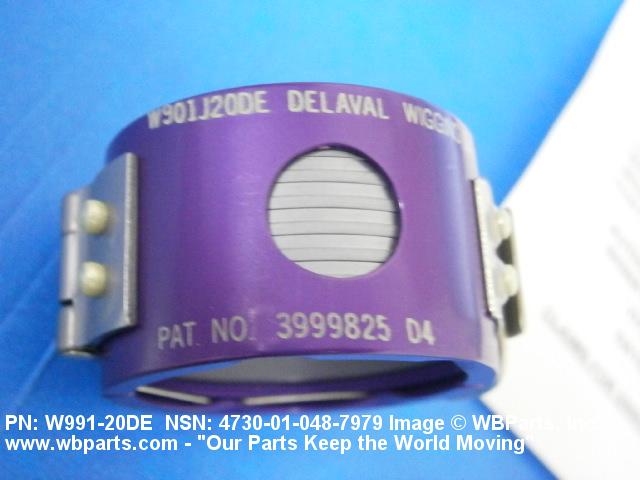 W901J20DE DELAVAL
PAT. NO. 3999825 D4
PN: W991-20DE NSN: 4730-01-048-7979 Image © WBParts, Inc.
www.wbparts.com - "Our Parts Keep the World Moving"